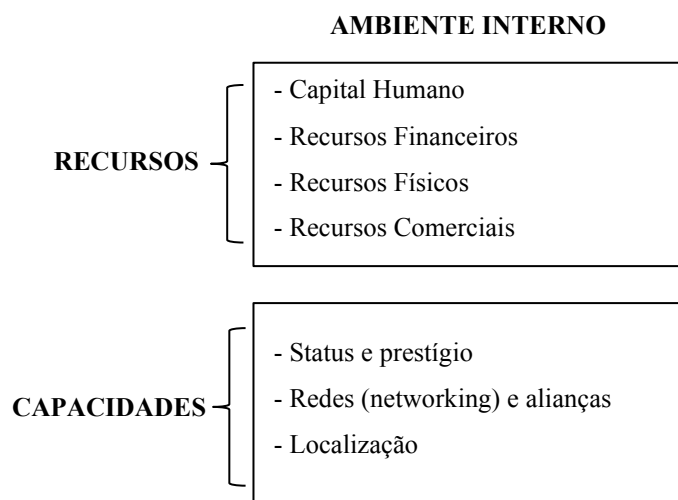 AMBIENTE INTERNO
RECURSOS
- Capital Humano
- Recursos Financeiros
- Recursos Físicos
- Recursos Comerciais
CAPACIDADES
- Status e prestígio
- Redes (networking) e alianças
- Localização